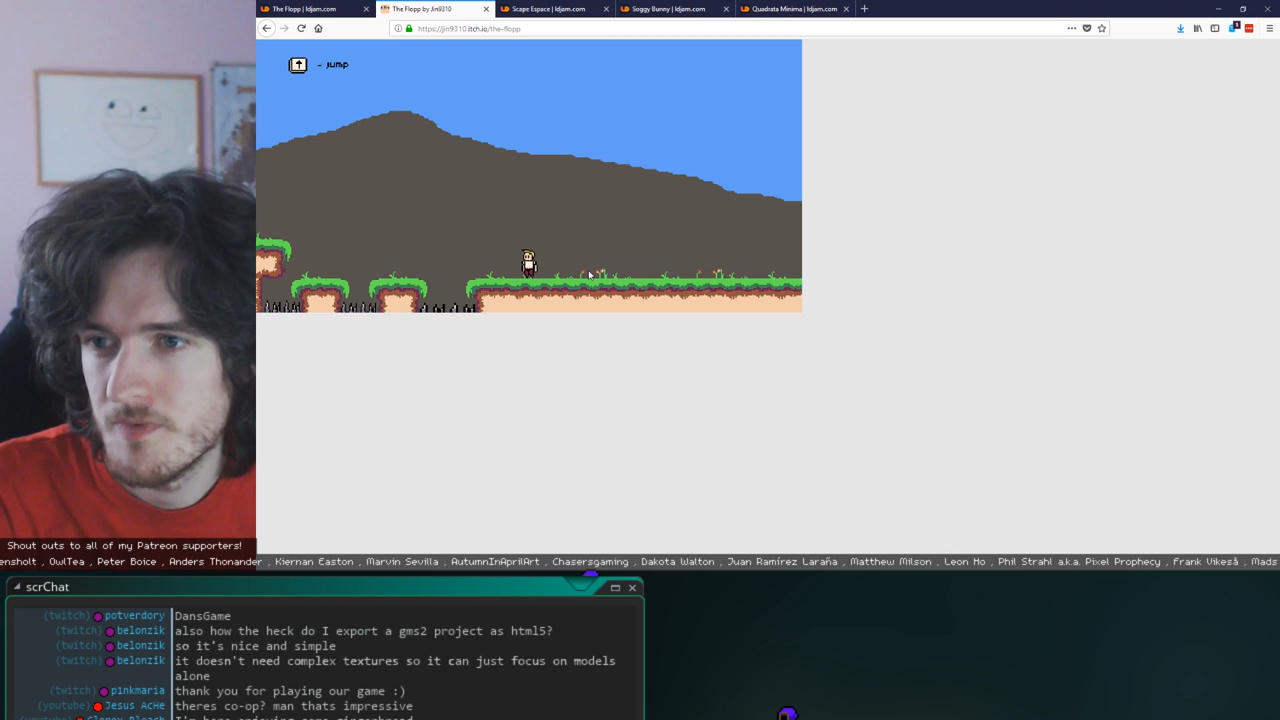 The Flopp | ldjam.com
The Flopp by Jin9310
Scape Espace | ldjam.com
Soggy Bunny | ldjam.com
Quadrata Minima | ldjam.com
https://jin9310.itch.io/the-flopp
- Jump
Shout outs to all of my Patreon supporters!
ensholt , OwlTea , Peter Boice , Anders Thonander , Kiernan Easton , Marvin Sevilla , AutumnInAprilArt , Chasersgaming , Dakota Walton , Juan Ramírez Laraña , Matthew Milson , Leon Ho , Phil Strahl a.k.a. Pixel Prophecy , Frank Vikeså , Mads
scrChat
(twitch) potverdory DansGame
(twitch) belonzik also how the heck do I export a gms2 project as html5?
(twitch) belonzik so it's nice and simple
(twitch) belonzik it doesn't need complex textures so it can just focus on models
alone
(twitch) pinkmaria thank you for playing our game :)
(youtube) Jesus AcHe theres co-op? man thats impressive